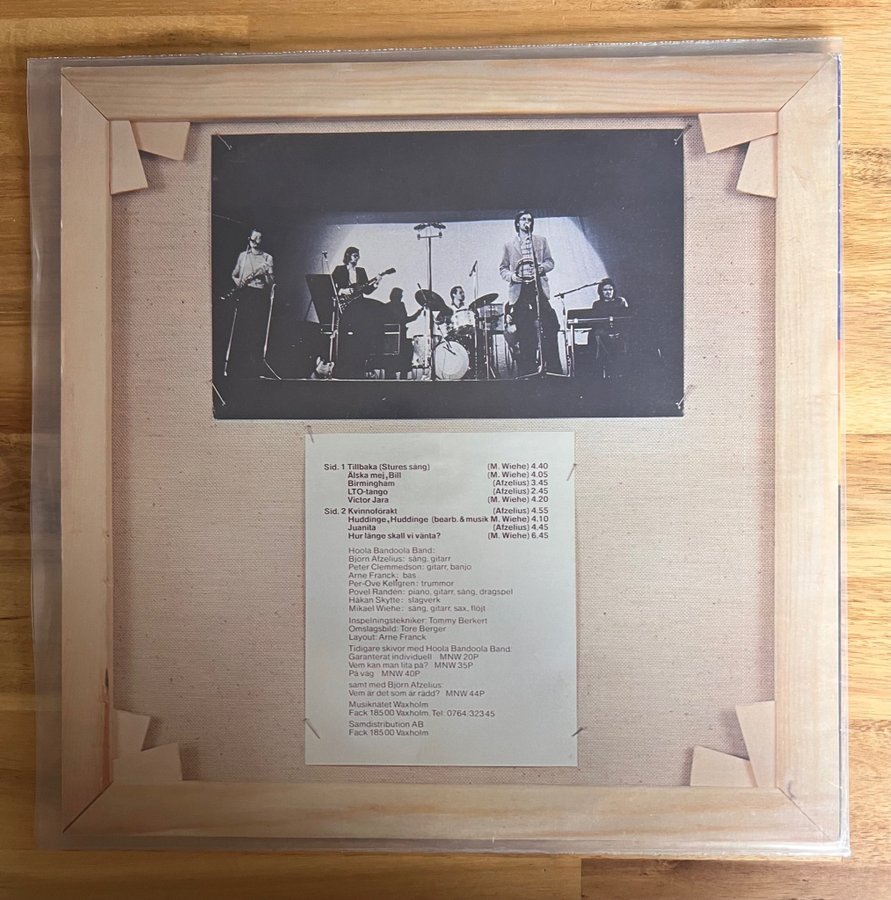 Sid. 1 Tillbaka (Stures sång) (M. Wiehe) 4.40
Älska mej, Bill (M. Wiehe) 4.05
Birmingham (Afzelius) 3.45
LTO-tango (Afzelius) 2.45
Victor Jara (M. Wiehe) 4.20
Sid. 2 Kvinnoförakt (Afzelius) 4.55
Huddinge, Huddinge (bearb. & musik M. Wiehe) 4.10
Juanita (Afzelius) 4.45
Hur länge skall vi vänta? (M. Wiehe) 6.45
Hoola Bandoola Band:
Björn Afzelius: sång, gitarr
Peter Clemmedson: gitarr, banjo
Arne Franck: bas
Per-Ove Kellgren: trummor
Povel Randén: piano, gitarr, sång, dragspel
Håkan Skytte: slagverk
Mikael Wiehe: sång, gitarr, sax, flöjt
Inspelningstekniker: Tommy Berkert
Omslagsbild: Tore Berger
Layout: Arne Franck
Tidigare skivor med Hoola Bandoola Band:
Garanterat individuell MNW 20P
Vem kan man lita på? MNW 35P
På väg MNW 40P
samt med Björn Afzelius:
Vem är det som är rädd? MNW 44P
Musiknätet Waxholm
Fack 185 00 Vaxholm. Tel: 0764/323 45
Samdistribution AB
Fack 185 00 Vaxholm